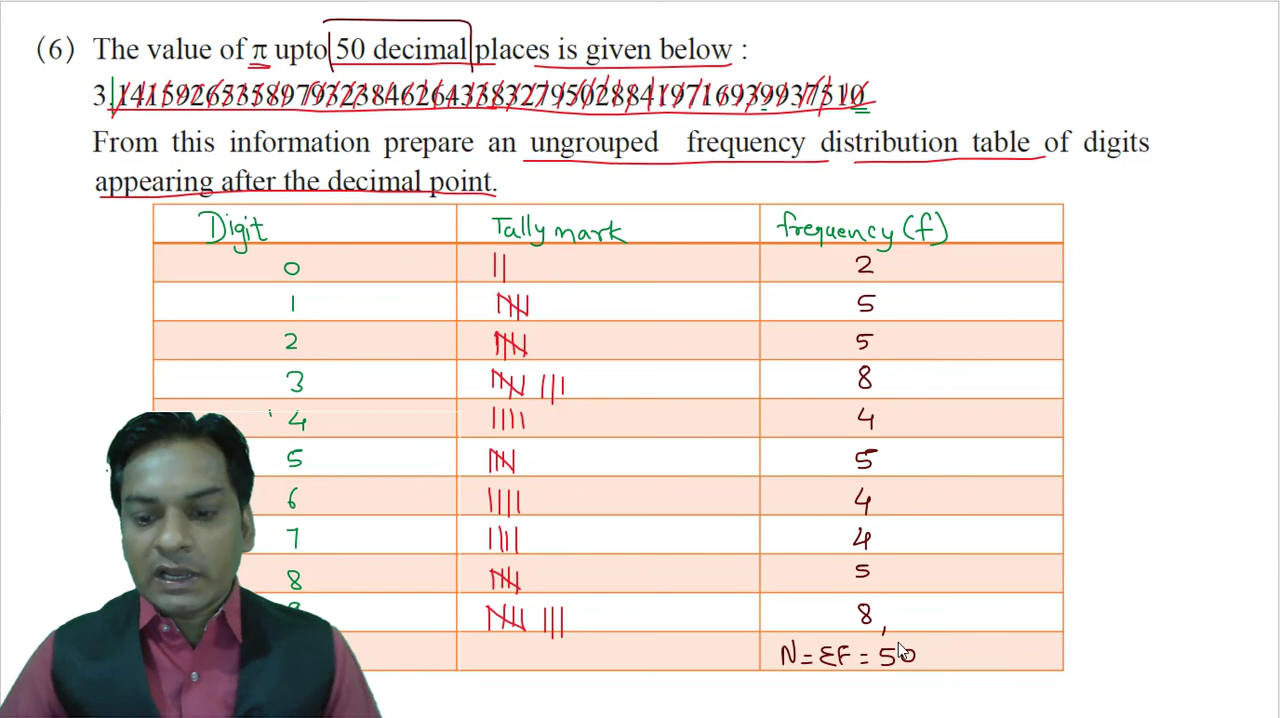 (6) The value of π upto 50 decimal places is given below :
3.14159265358979323846264338327950288419716939937510
From this information prepare an ungrouped frequency distribution table of digits
appearing after the decimal point.
Digit Tally mark frequency (f)
0 || 2
1 5
2 5
3 ||| 8
4 |||| 4
5 5
6 |||| 4
7 |||| 4
8 5
||| 8
N = ΣF = 50